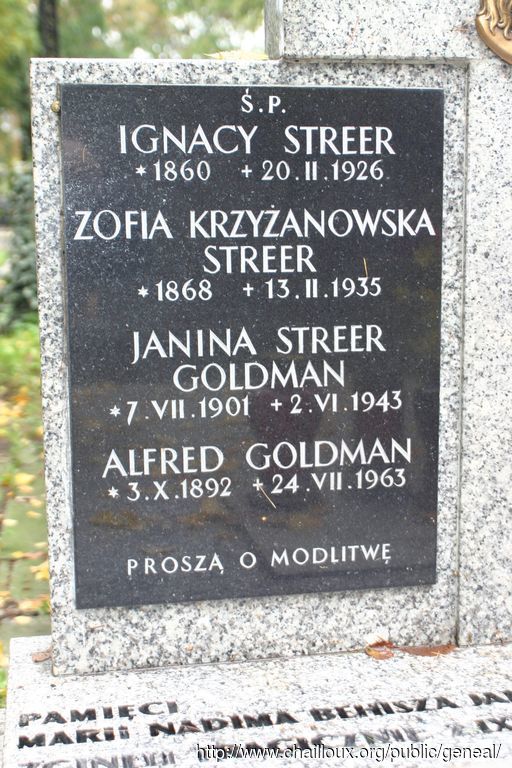 Ś.P.
IGNACY STREER
* 1860 + 20.II.1926
ZOFIA KRZYŻANOWSKA
STREER
* 1868 + 13.II.1935
JANINA STREER
GOLDMAN
* 7.VII.1901 + 2.VI.1943
ALFRED GOLDMAN
* 3.X.1892 + 24.VII.1963
PROSZĄ O MODLITWĘ
PAMIĘCI
MARII NADIMA BEHISZA
http://www.chailloux.org/public/geneal/